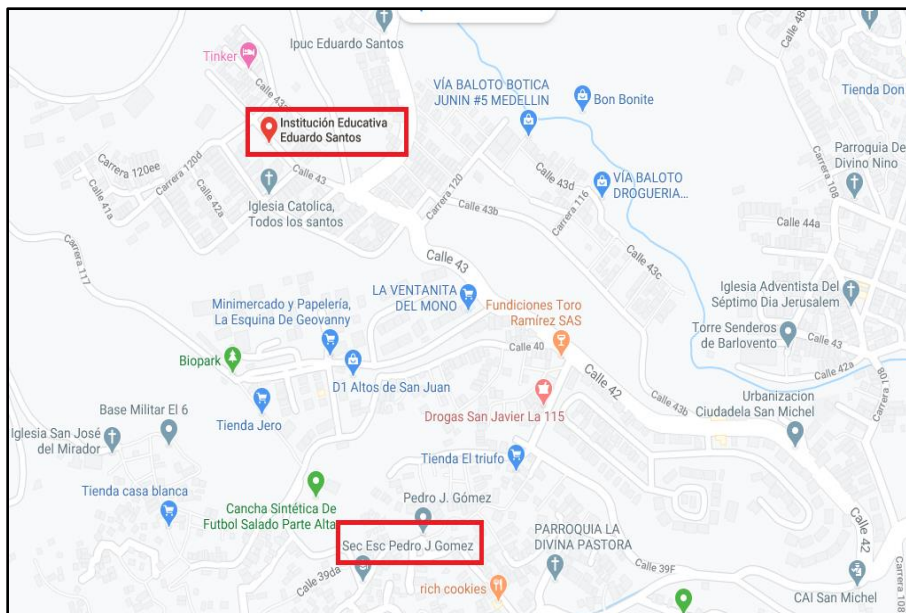 Ipuc Eduardo Santos
Tinker
Calle 48
VÍA BALOTO BOTICA
JUNIN #5 MEDELLIN
Bon Bonite
Tienda Don
Institución Educativa
Eduardo Santos
Carrera 108
Parroquia De
Divino Nino
Carrera 120ee
Carrera 120d
Calle 43
Calle 41a
Calle 42a
Iglesia Catolica,
Todos los santos
Carrera 120
Calle 43d
Carrera 116
VÍA BALOTO
DROGUERIA...
Calle 43b
Calle 44a
Carrera 117
Calle 43
Calle 43c
LA VENTANITA
DEL MONO
Iglesia Adventista Del
Séptimo Dia Jerusalem
Minimercado y Papelería,
La Esquina De Geovanny
Fundiciones Toro
Ramírez SAS
Torre Senderos
de Barlovento
Calle 43
Calle 40
Calle 42a
108
Biopark
D1 Altos de San Juan
Calle 42
Calle 43b
Urbanizacion
Ciudadela San Michel
Base Militar El 6
Tienda Jero
Drogas San Javier La 115
Iglesia San José
del Mirador
Tienda El triufo
Tienda casa blanca
Cancha Sintética De
Futbol Salado Parte Alta
Pedro J. Gómez
Sec Esc Pedro J Gomez
PARROQUIA LA
DIVINA PASTORA
Calle 42
Calle 39da
Calle 39F
rich cookies
CAI San Michel
Carrera 108